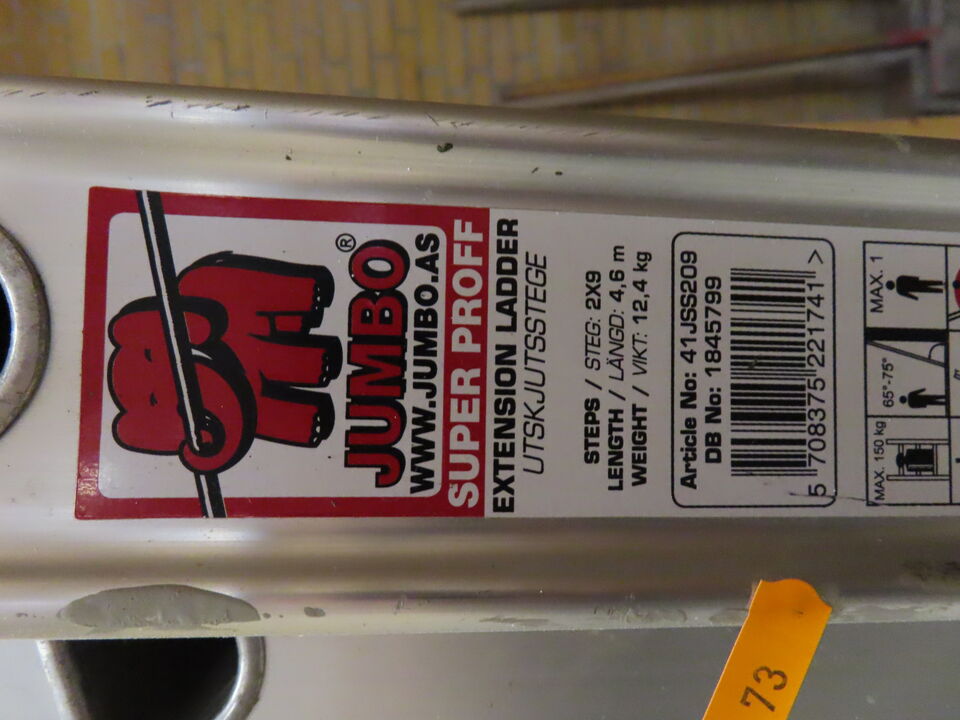 JUMBO®
WWW.JUMBO.AS
SUPER PROFF
EXTENSION LADDER
UTSKJUTSSTEGE
STEPS / STEG: 2X9
LENGTH / LÄNGD: 4,6 m
WEIGHT / VIKT: 12,4 kg
Article No: 41JSS209
DB No: 1845799
5 708375 221741 >
MAX. 150 kg
65°-75°
MAX. 1
73